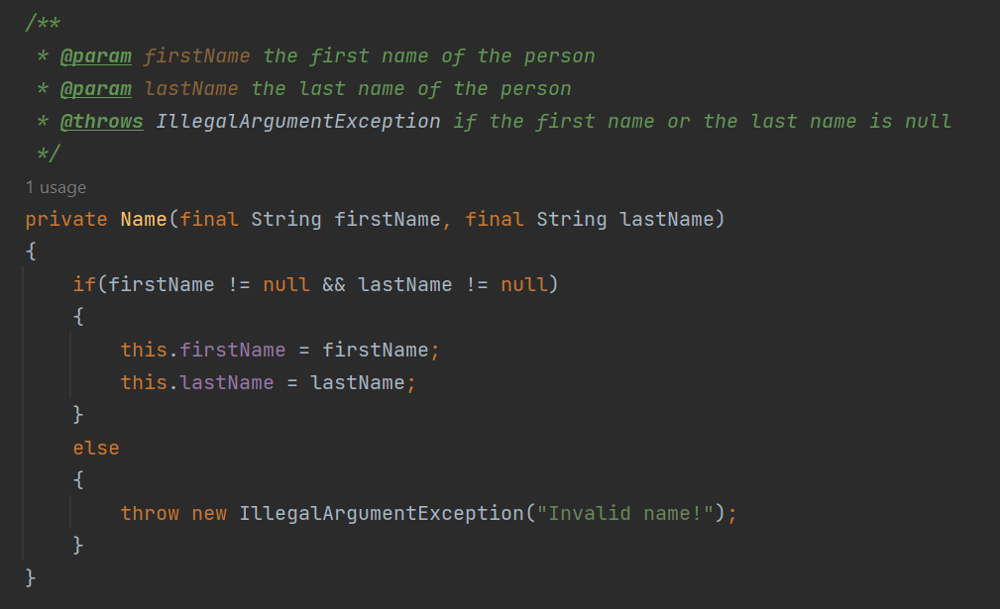 /**
 * @param firstName the first name of the person
 * @param lastName the last name of the person
 * @throws IllegalArgumentException if the first name or the last name is null
 */
1 usage
private Name(final String firstName, final String lastName)
{
    if(firstName != null && lastName != null)
    {
        this.firstName = firstName;
        this.lastName = lastName;
    }
    else
    {
        throw new IllegalArgumentException("Invalid name!");
    }
}